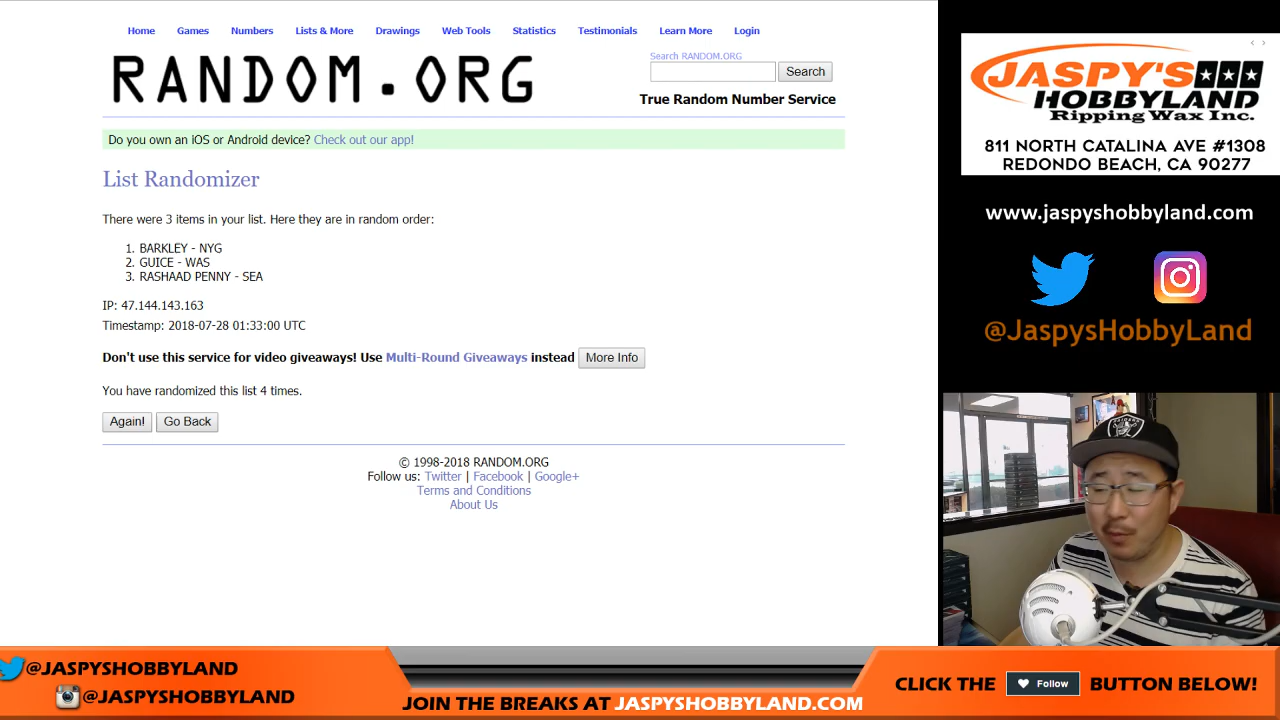 Home Games Numbers Lists & More Drawings Web Tools Statistics Testimonials Learn More Login
RANDOM.ORG
Search RANDOM.ORG
Search
True Random Number Service
Do you own an iOS or Android device? Check out our app!
List Randomizer
There were 3 items in your list. Here they are in random order:
1. BARKLEY - NYG
2. GUICE - WAS
3. RASHAAD PENNY - SEA
IP: 47.144.143.163
Timestamp: 2018-07-28 01:33:00 UTC
Don't use this service for video giveaways! Use Multi-Round Giveaways instead More Info
You have randomized this list 4 times.
Again! Go Back
© 1998-2018 RANDOM.ORG
Follow us: Twitter | Facebook | Google+
Terms and Conditions
About Us
JASPY'S
HOBBYLAND
Ripping Wax Inc.
811 NORTH CATALINA AVE #1308
REDONDO BEACH, CA 90277
www.jaspyshobbyland.com
@JaspysHobbyLand
RAIDERS
@JASPYSHOBBYLAND
@JASPYSHOBBYLAND
JOIN THE BREAKS AT JASPYSHOBBYLAND.COM
CLICK THE Follow BUTTON BELOW!